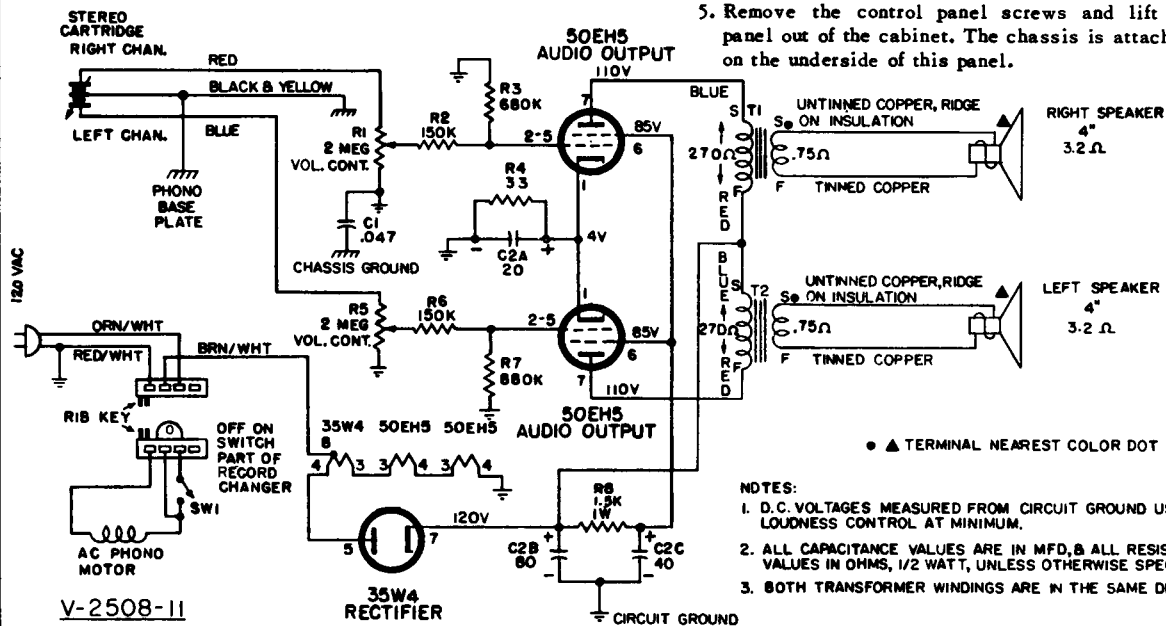 STEREO
CARTRIDGE
RIGHT CHAN.
RED
BLACK & YELLOW
LEFT CHAN.
BLUE
PHONO
BASE
PLATE
R1
2 MEG
VOL. CONT.
C1
.047
CHASSIS GROUND
R2
150K
R3
680K
2-5
50EH5
AUDIO OUTPUT
110V
7
85V
6
1
R4
33
C2A
20
- +
4V
5. Remove the control panel screws and lift
panel out of the cabinet. The chassis is attach
on the underside of this panel.
BLUE
S T1
270Ω
F
RED
S
.75Ω
F
UNTINNED COPPER, RIDGE
ON INSULATION
TINNED COPPER
RIGHT SPEAKER
4"
3.2 Ω
BLUE
S T2
270Ω
F
RED
S
.75Ω
F
UNTINNED COPPER, RIDGE
ON INSULATION
TINNED COPPER
LEFT SPEAKER
4"
3.2 Ω
R5
2 MEG
VOL. CONT.
R6
150K
R7
680K
2-5
1
85V
6
7
110V
50EH5
AUDIO OUTPUT
120 VAC
ORN/WHT
RED/WHT
BRN/WHT
RIB KEY
OFF ON
SWITCH
PART OF
RECORD
CHANGER
SW1
AC PHONO
MOTOR
35W4 50EH5 50EH5
6
4 3 3 4 3 4
5
7
120V
35W4
RECTIFIER
R8
1.5K
1W
+ +
C2B
60
C2C
40
- -
CIRCUIT GROUND
● ▲ TERMINAL NEAREST COLOR DOT
NOTES:
1. D.C. VOLTAGES MEASURED FROM CIRCUIT GROUND US
LOUDNESS CONTROL AT MINIMUM.
2. ALL CAPACITANCE VALUES ARE IN MFD, & ALL RESIS
VALUES IN OHMS, 1/2 WATT, UNLESS OTHERWISE SPE
3. BOTH TRANSFORMER WINDINGS ARE IN THE SAME D
V-2508-11